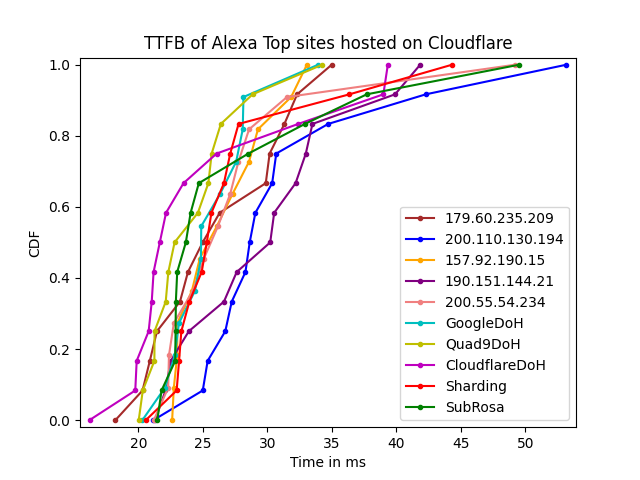 TTFB of Alexa Top sites hosted on Cloudflare
1.0
0.8
0.6
0.4
0.2
0.0
CDF
179.60.235.209
200.110.130.194
157.92.190.15
190.151.144.21
200.55.54.234
GoogleDoH
Quad9DoH
CloudflareDoH
Sharding
SubRosa
20 25 30 35 40 45 50
Time in ms